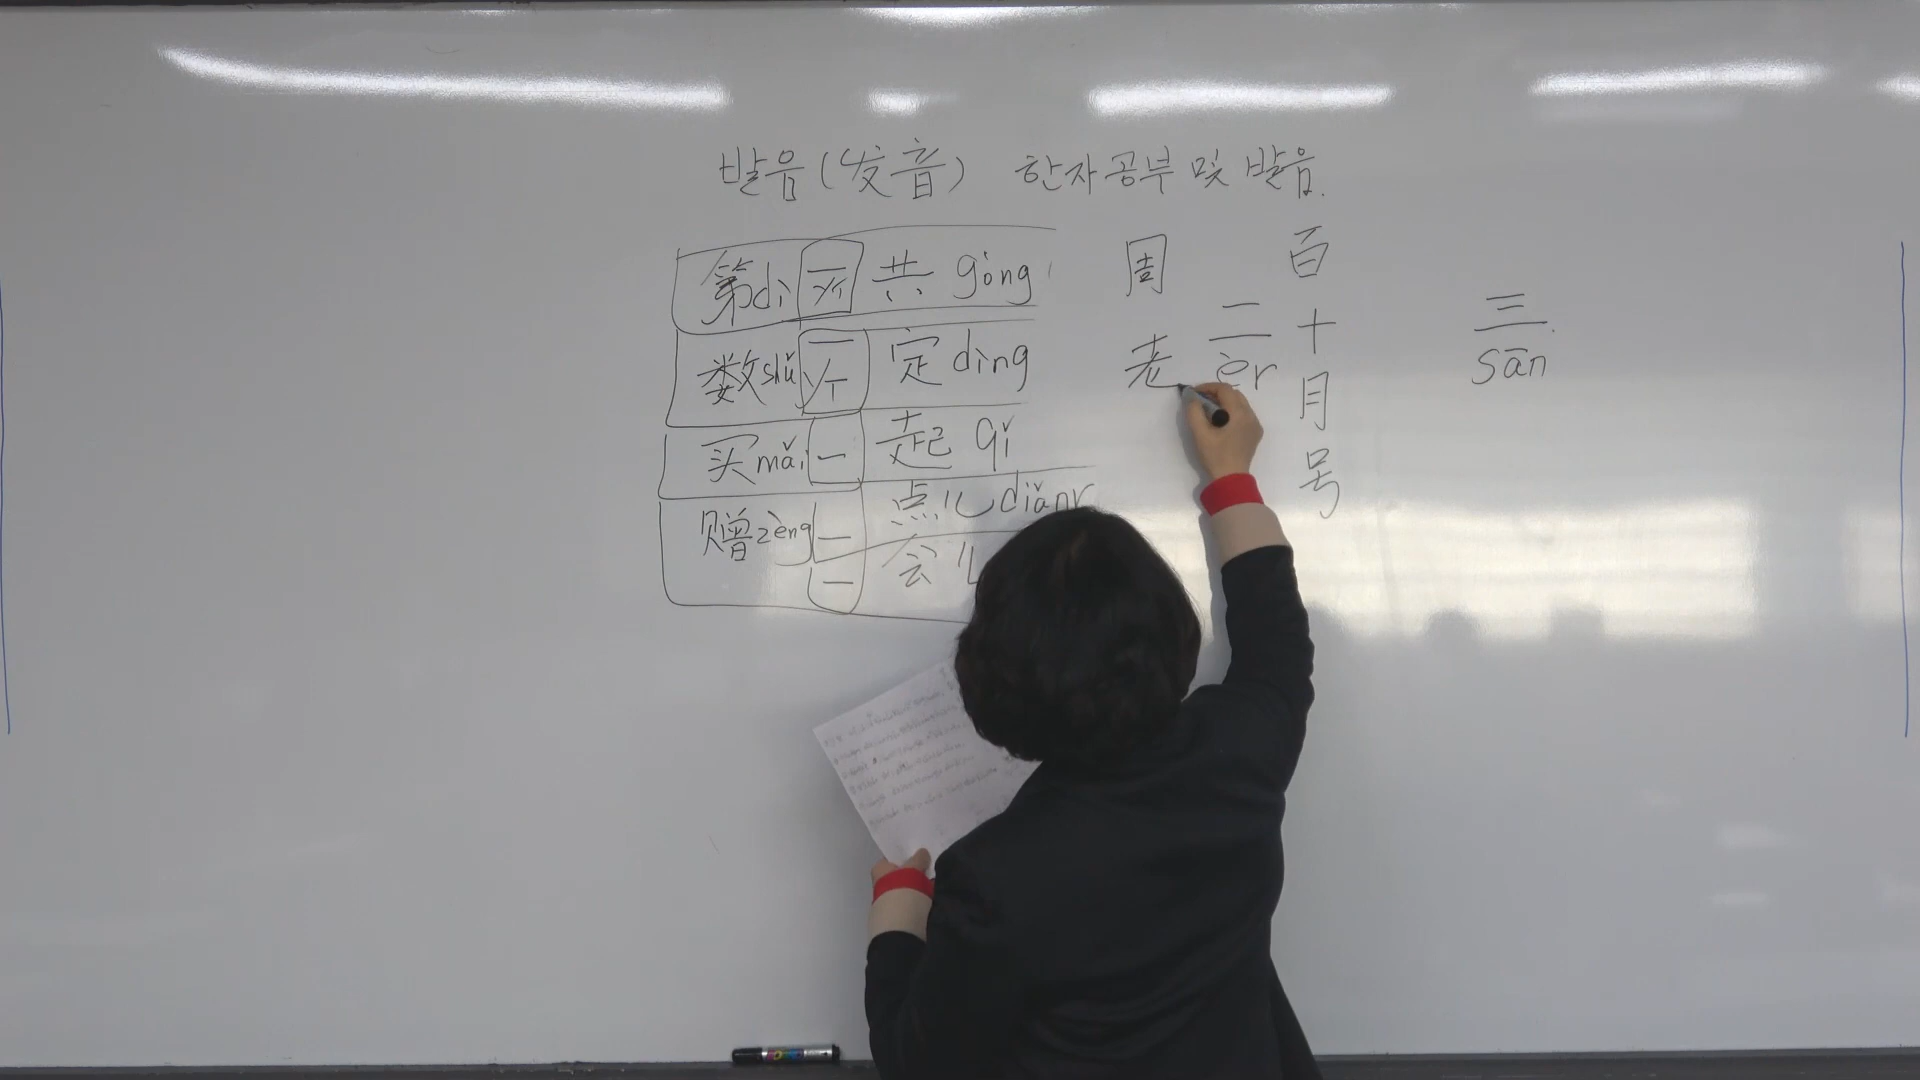 발음(发音) 한자공부 및 발음.
第dì 一 yī 共 gòng
数shǔ 一 yī 定 dìng
买mǎi 一 起 qǐ
赠zèng 一 点儿 diǎnr
一 会儿
周
老
二
èr
百
十
月
号
三
sān